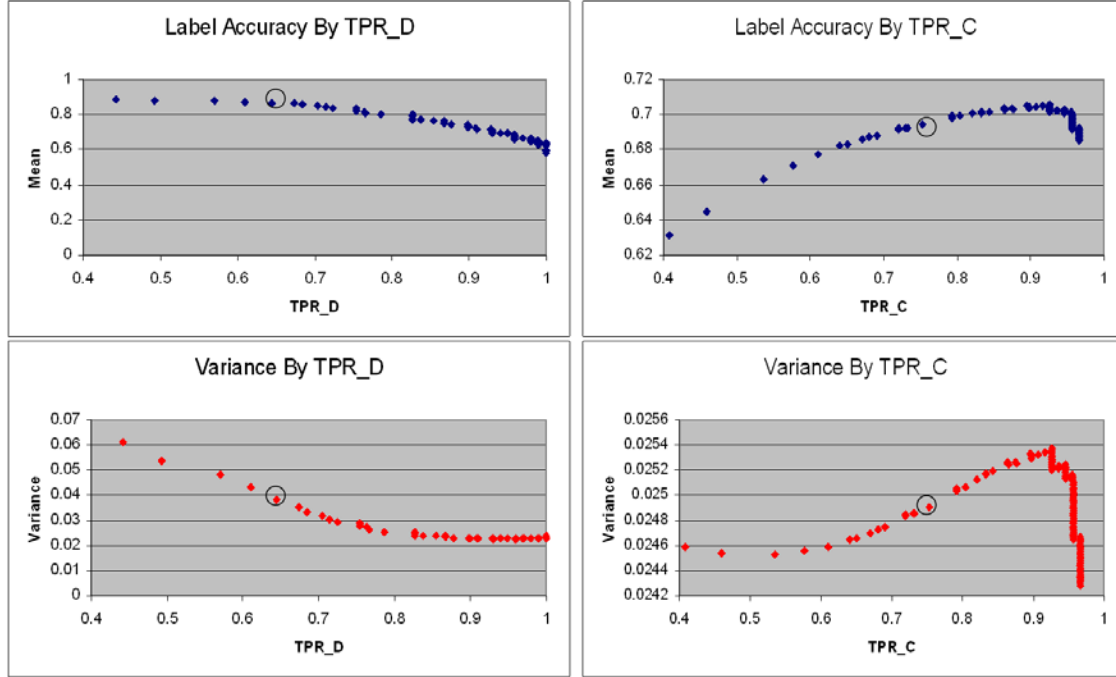 Label Accuracy By TPR_D
1
0.8
0.6
0.4
0.2
0
Mean
0.4 0.5 0.6 0.7 0.8 0.9 1
TPR_D
Label Accuracy By TPR_C
0.72
0.7
0.68
0.66
0.64
0.62
Mean
0.4 0.5 0.6 0.7 0.8 0.9 1
TPR_C
Variance By TPR_D
0.07
0.06
0.05
0.04
0.03
0.02
0.01
0
Variance
0.4 0.5 0.6 0.7 0.8 0.9 1
TPR_D
Variance By TPR_C
0.0256
0.0254
0.0252
0.025
0.0248
0.0246
0.0244
0.0242
Variance
0.4 0.5 0.6 0.7 0.8 0.9 1
TPR_C